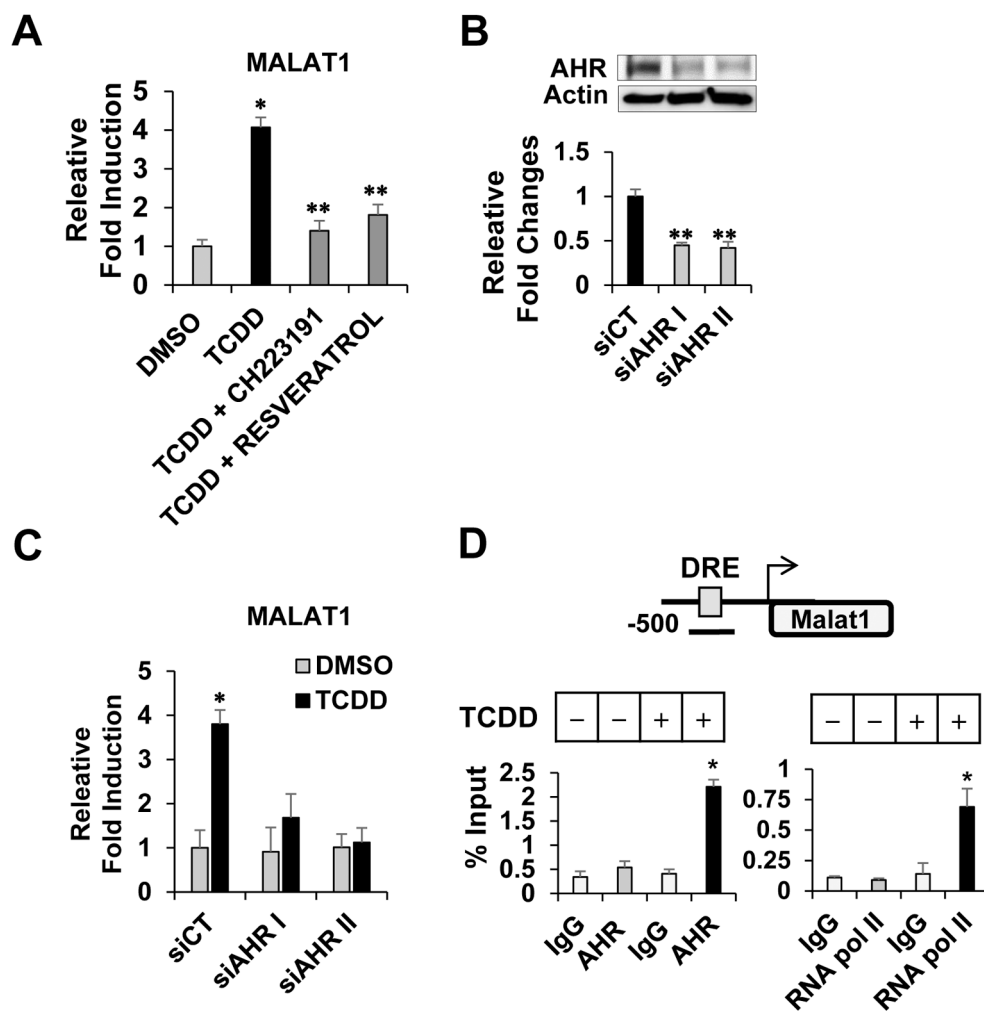 A
MALAT1
*
**
**
Releative
Fold Induction
5
4
3
2
1
0
DMSO
TCDD
TCDD + CH223191
TCDD + RESVERATROL
B
AHR
Actin
Releative
Fold Changes
1.5
1
0.5
0
**
**
siCT
siAHR I
siAHR II
C
MALAT1
DMSO
TCDD
*
Releative
Fold Induction
5
4
3
2
1
0
siCT
siAHR I
siAHR II
D
DRE
-500
Malat1
TCDD
− − + +
− − + +
% Input
2.5
2
1.5
1
0.5
0
*
IgG
AHR
IgG
AHR
1
0.75
0.5
0.25
0
*
IgG
RNA pol II
IgG
RNA pol II